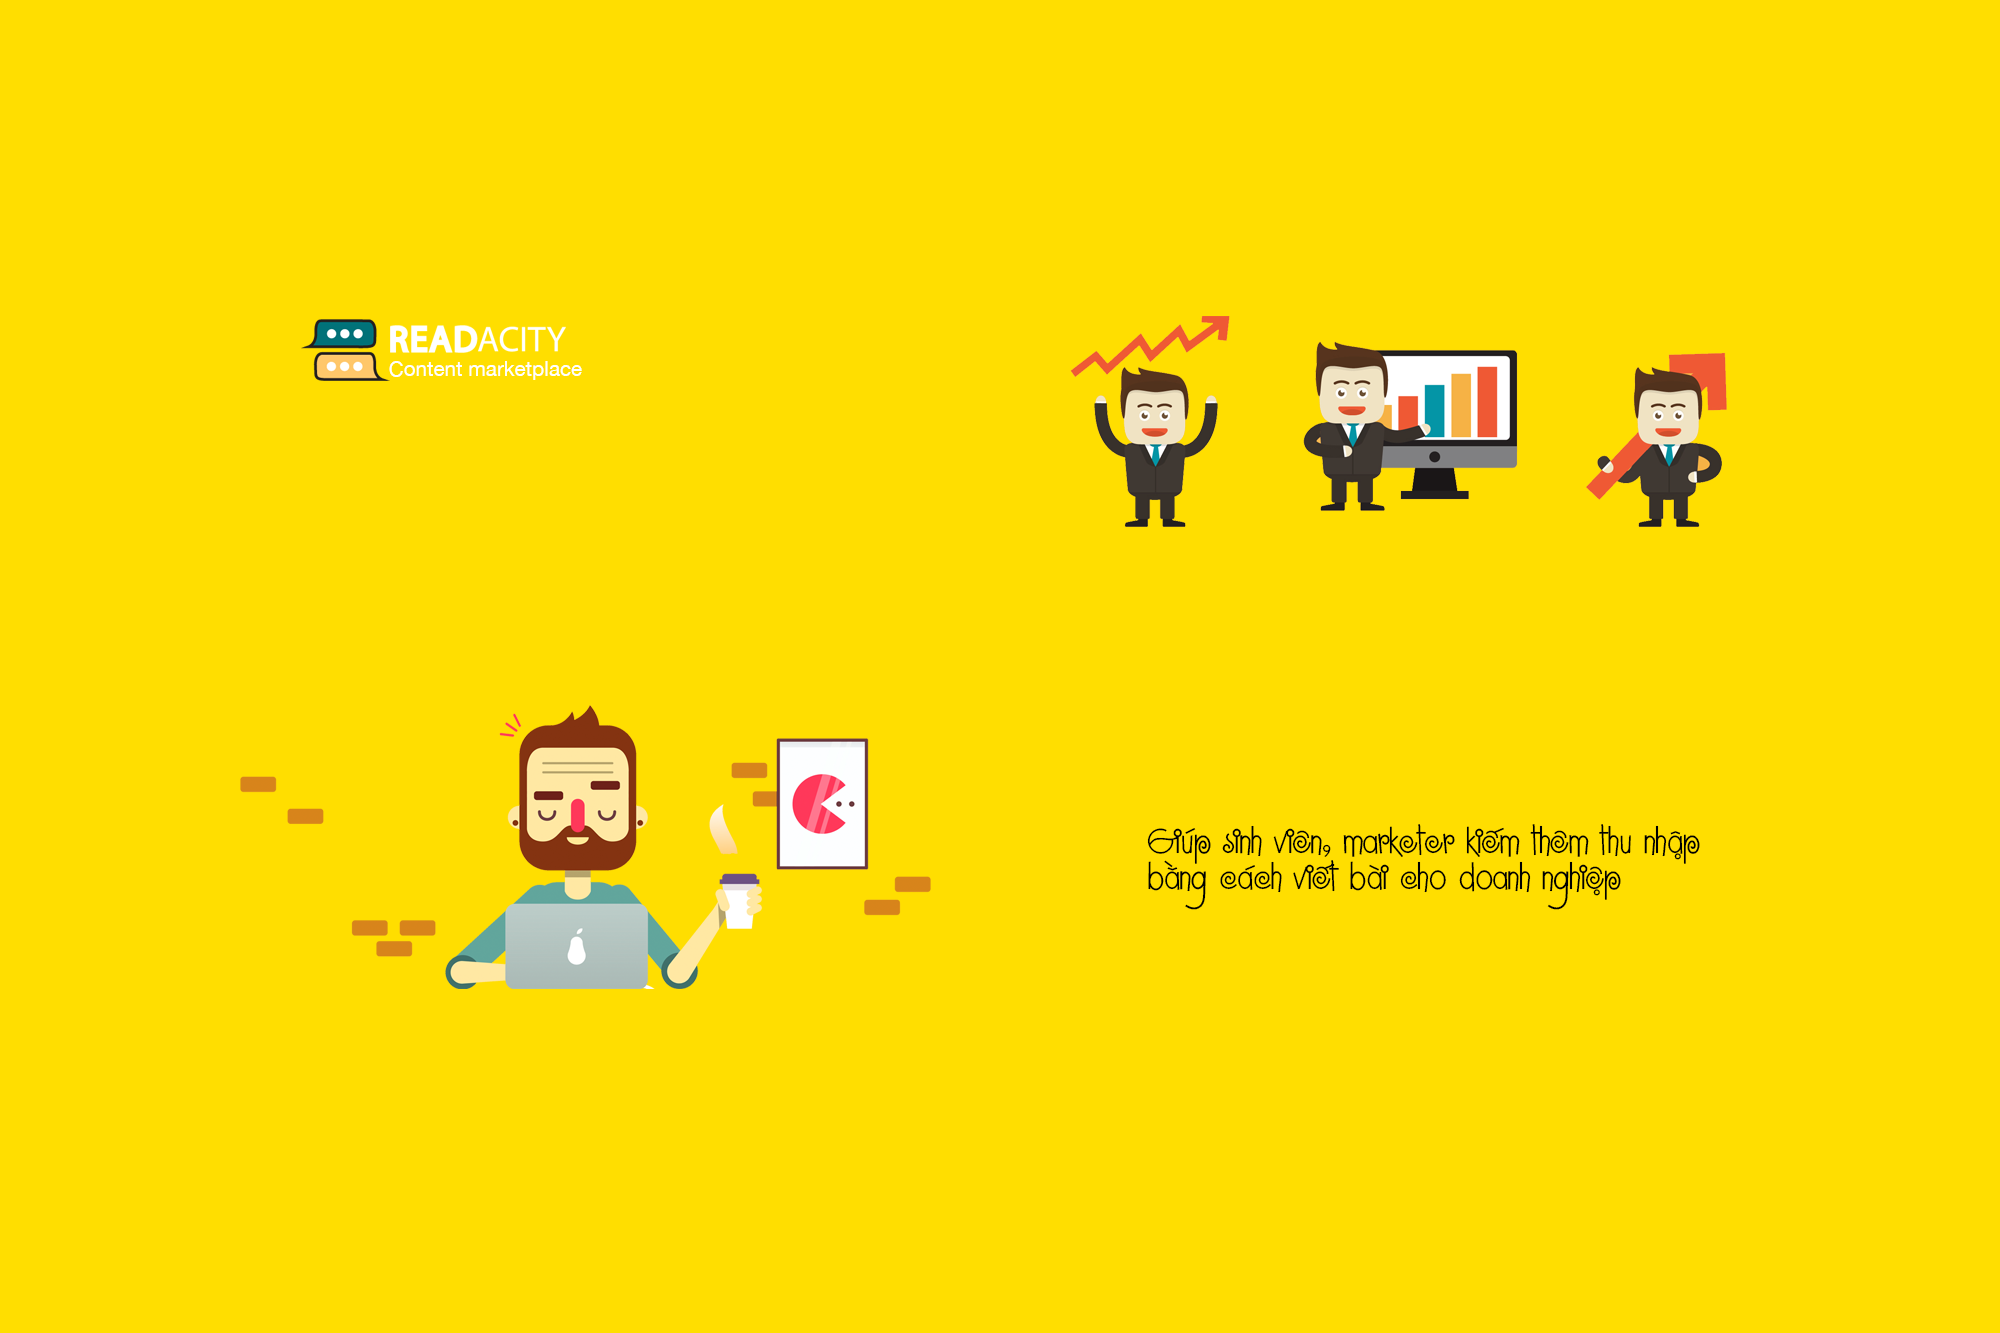 READACITY
Content marketplace
Giúp sinh viên, marketer kiếm thêm thu nhập
bằng cách viết bài cho doanh nghiệp